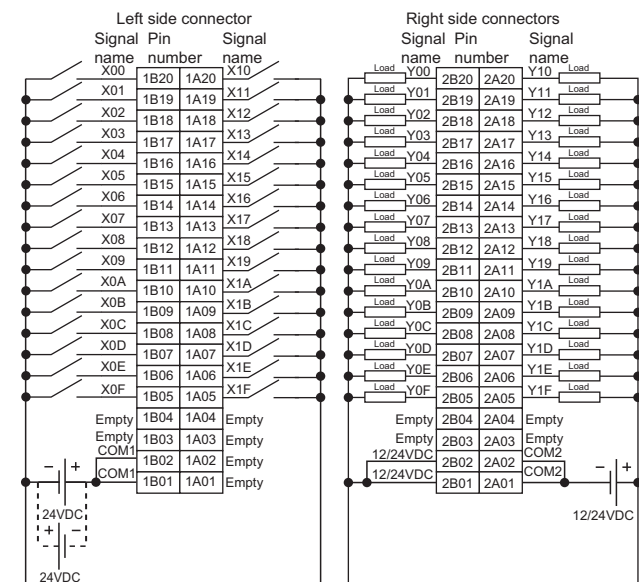 Left side connector
Signal Pin Signal
name number name
X00 1B20 1A20 X10
X01 1B19 1A19 X11
X02 1B18 1A18 X12
X03 1B17 1A17 X13
X04 1B16 1A16 X14
X05 1B15 1A15 X15
X06 1B14 1A14 X16
X07 1B13 1A13 X17
X08 1B12 1A12 X18
X09 1B11 1A11 X19
X0A 1B10 1A10 X1A
X0B 1B09 1A09 X1B
X0C 1B08 1A08 X1C
X0D 1B07 1A07 X1D
X0E 1B06 1A06 X1E
X0F 1B05 1A05 X1F
Empty 1B04 1A04 Empty
Empty 1B03 1A03 Empty
COM1 1B02 1A02 Empty
COM1 1B01 1A01 Empty
− +
24VDC
+ −
24VDC
Right side connectors
Signal Pin Signal
name number name
Load Y00 2B20 2A20 Y10 Load
Load Y01 2B19 2A19 Y11 Load
Load Y02 2B18 2A18 Y12 Load
Load Y03 2B17 2A17 Y13 Load
Load Y04 2B16 2A16 Y14 Load
Load Y05 2B15 2A15 Y15 Load
Load Y06 2B14 2A14 Y16 Load
Load Y07 2B13 2A13 Y17 Load
Load Y08 2B12 2A12 Y18 Load
Load Y09 2B11 2A11 Y19 Load
Load Y0A 2B10 2A10 Y1A Load
Load Y0B 2B09 2A09 Y1B Load
Load Y0C 2B08 2A08 Y1C Load
Load Y0D 2B07 2A07 Y1D Load
Load Y0E 2B06 2A06 Y1E Load
Load Y0F 2B05 2A05 Y1F Load
Empty 2B04 2A04 Empty
Empty 2B03 2A03 Empty
12/24VDC 2B02 2A02 COM2
12/24VDC 2B01 2A01 COM2
− +
12/24VDC